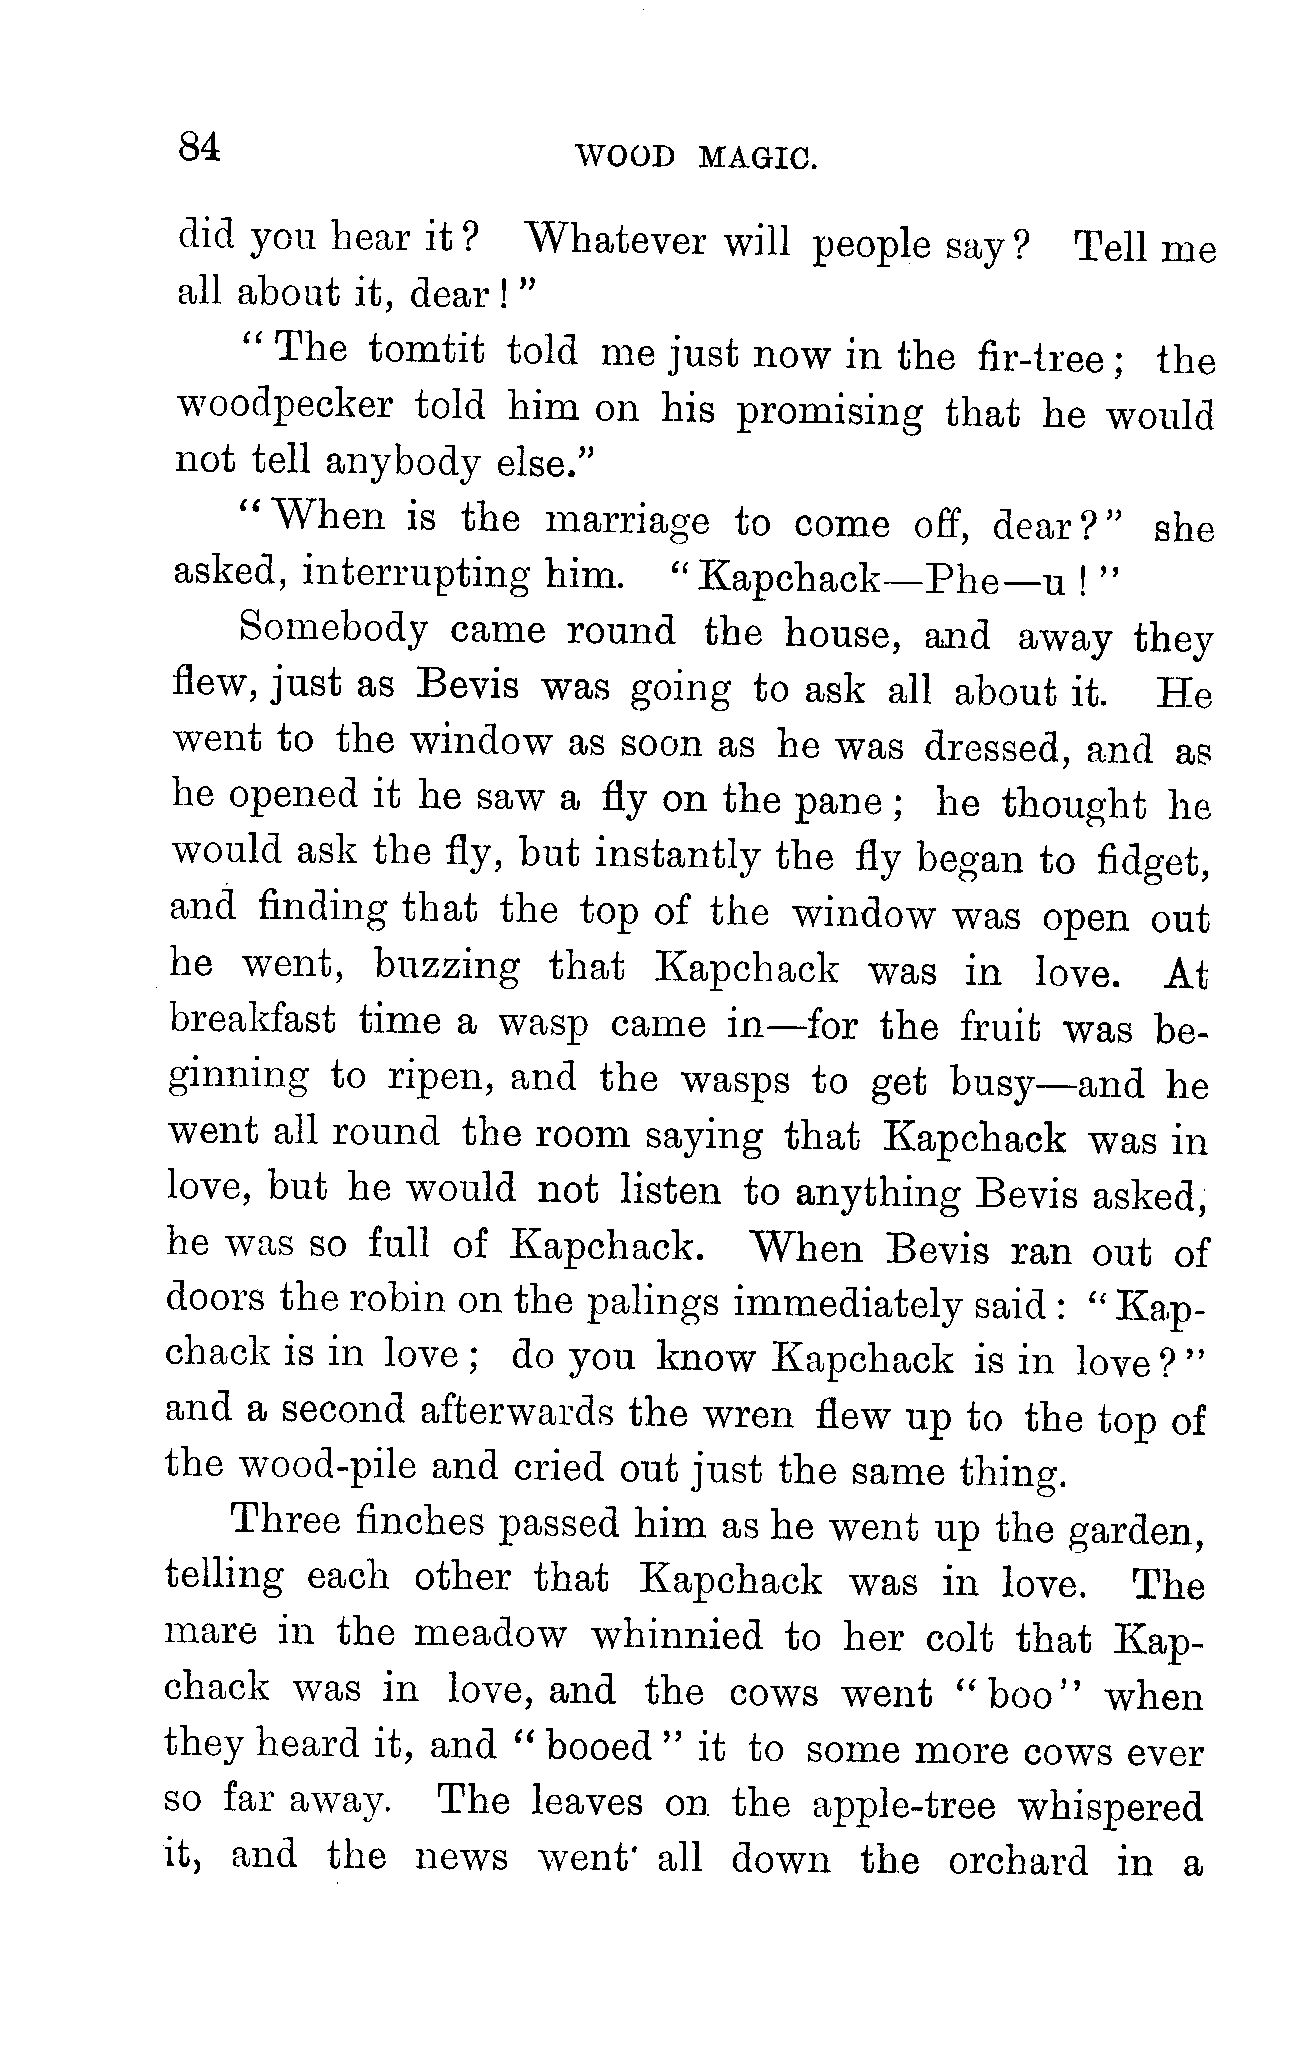 84 WOOD MAGIC.
did you hear it? Whatever will people say? Tell me
all about it, dear!"
"The tomtit told me just now in the fir-tree; the
woodpecker told him on his promising that he would
not tell anybody else."
"When is the marriage to come off, dear?" she
asked, interrupting him. "Kapchack—Phe—u!"
Somebody came round the house, and away they
flew, just as Bevis was going to ask all about it. He
went to the window as soon as he was dressed, and as
he opened it he saw a fly on the pane; he thought he
would ask the fly, but instantly the fly began to fidget,
and finding that the top of the window was open out
he went, buzzing that Kapchack was in love. At
breakfast time a wasp came in—for the fruit was be-
ginning to ripen, and the wasps to get busy—and he
went all round the room saying that Kapchack was in
love, but he would not listen to anything Bevis asked,
he was so full of Kapchack. When Bevis ran out of
doors the robin on the palings immediately said: "Kap-
chack is in love; do you know Kapchack is in love?"
and a second afterwards the wren flew up to the top of
the wood-pile and cried out just the same thing.
Three finches passed him as he went up the garden,
telling each other that Kapchack was in love. The
mare in the meadow whinnied to her colt that Kap-
chack was in love, and the cows went "boo" when
they heard it, and "booed" it to some more cows ever
so far away. The leaves on the apple-tree whispered
it, and the news went all down the orchard in a